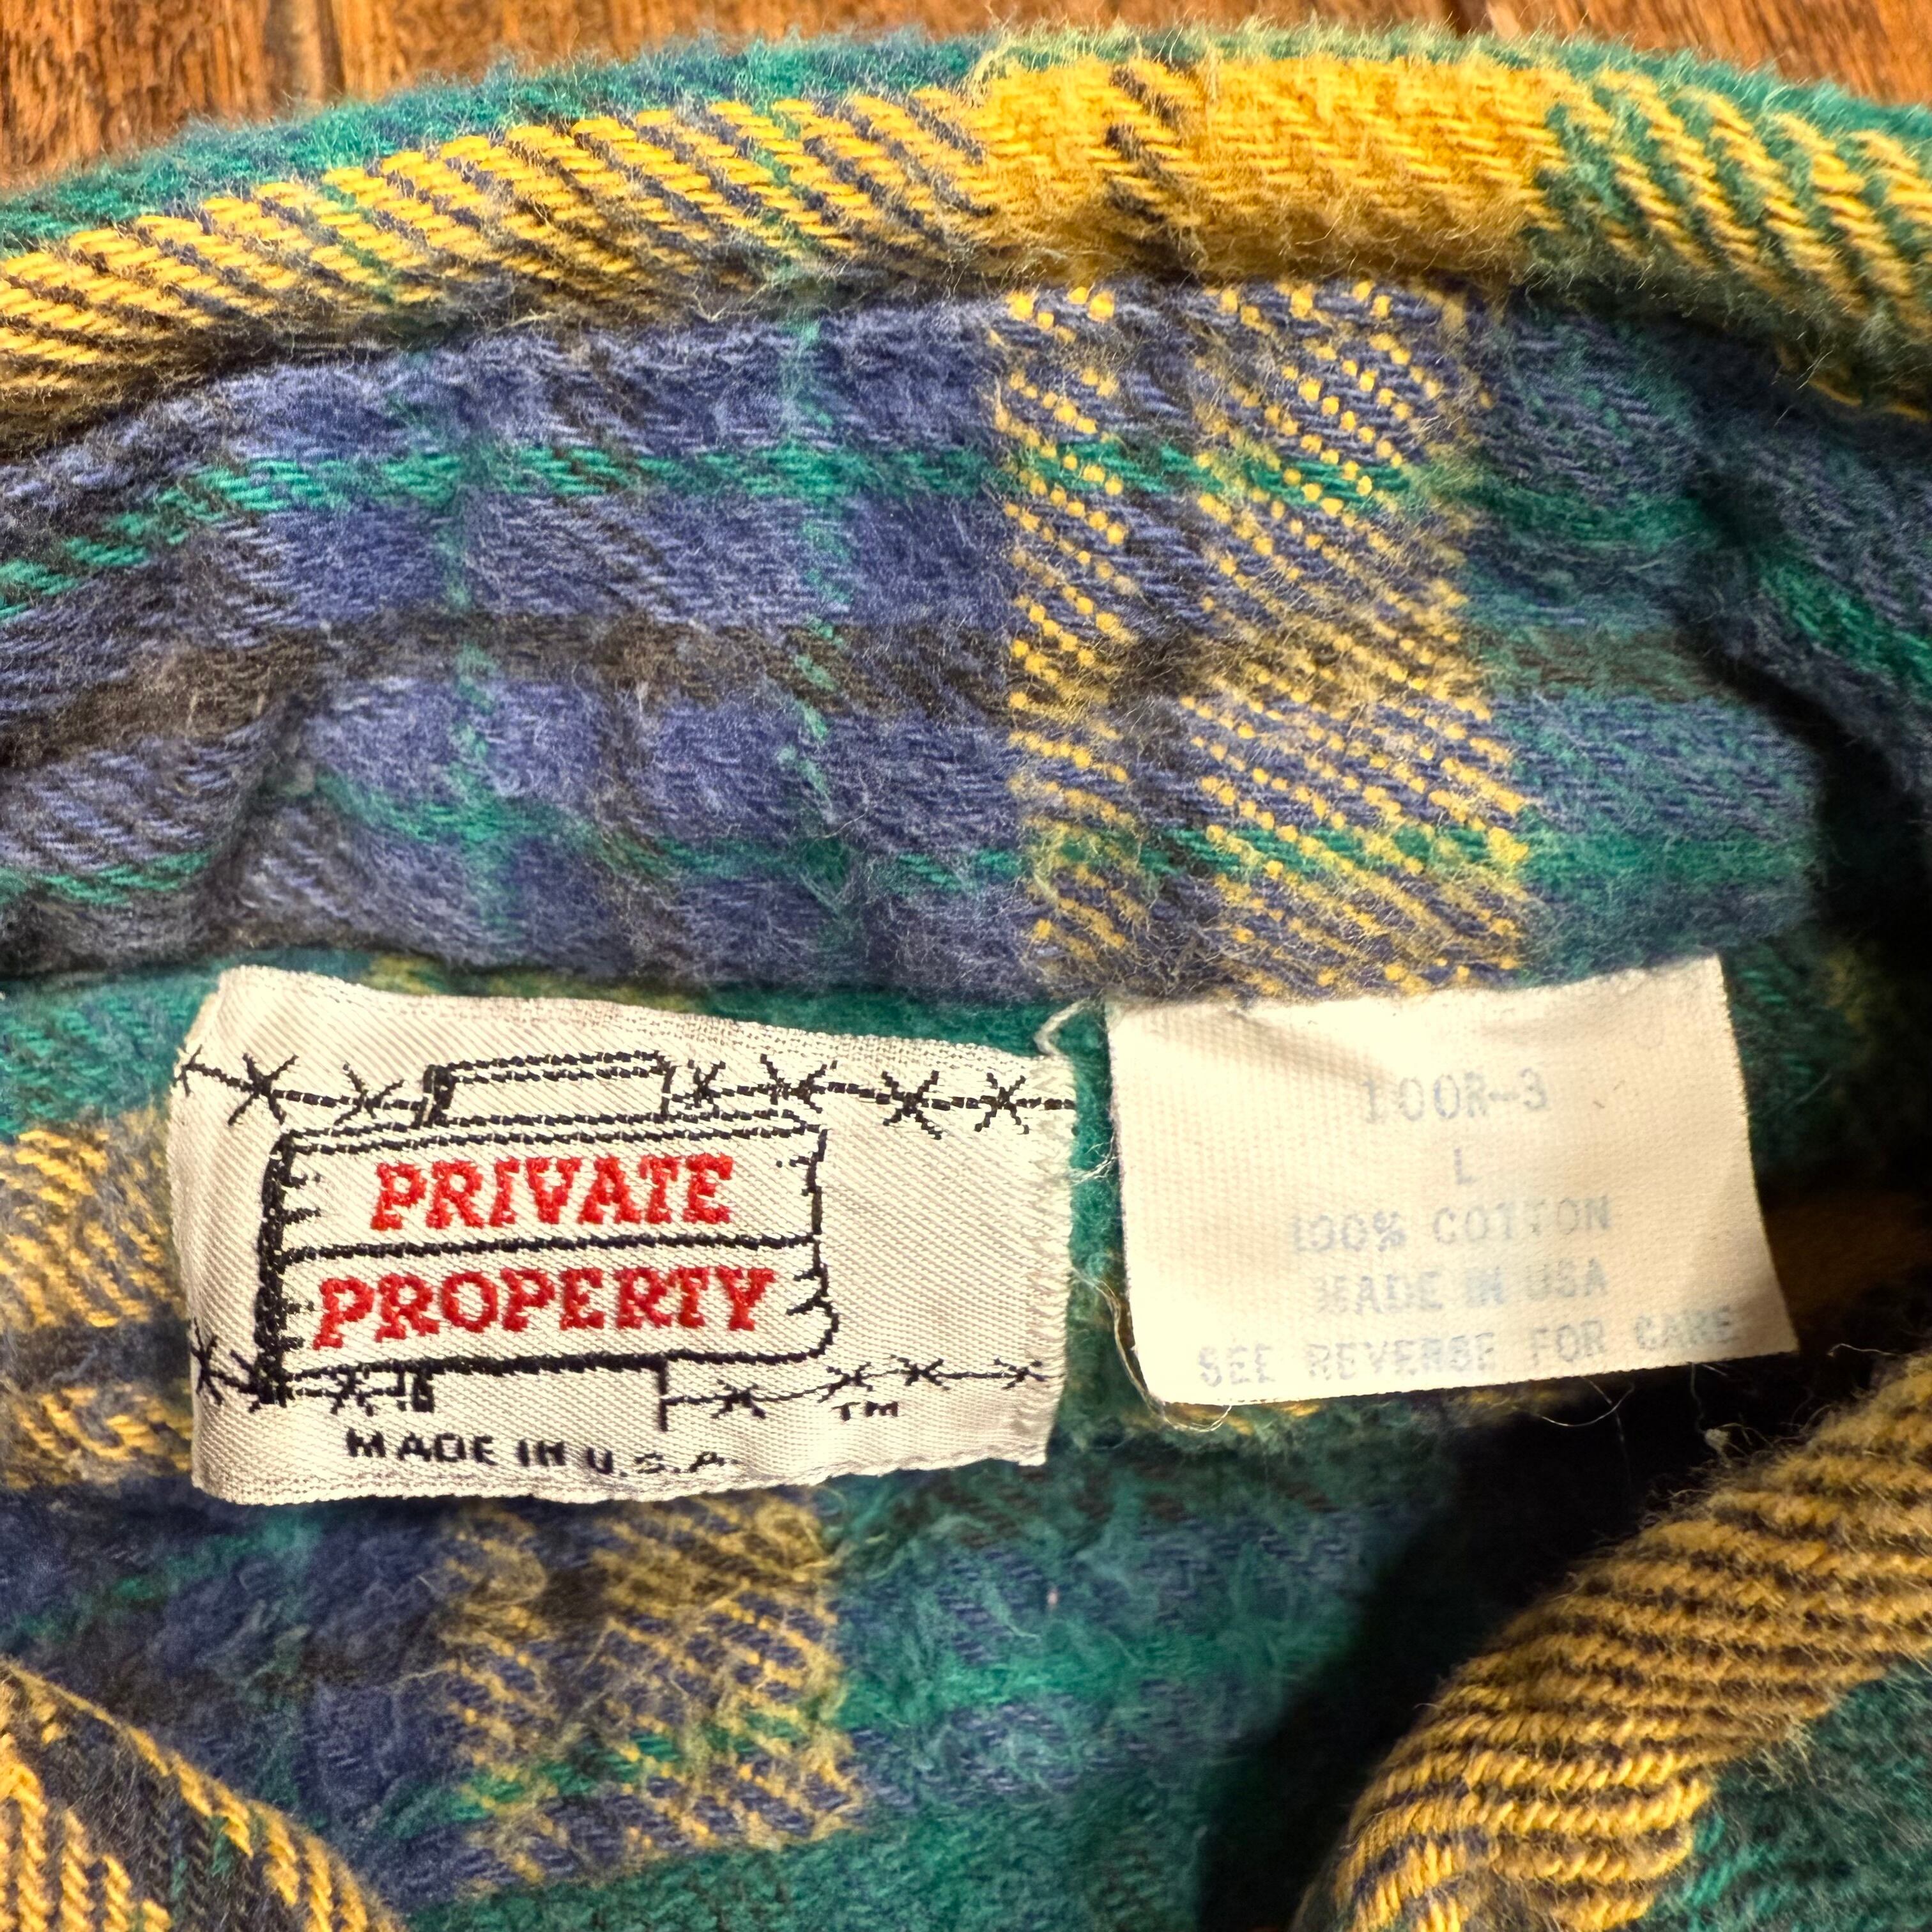 PRIVATE
PROPERTY
TM
MADE IN U.S.A.
100R-3
L
100% COTTON
MADE IN USA
SEE REVERSE FOR CARE